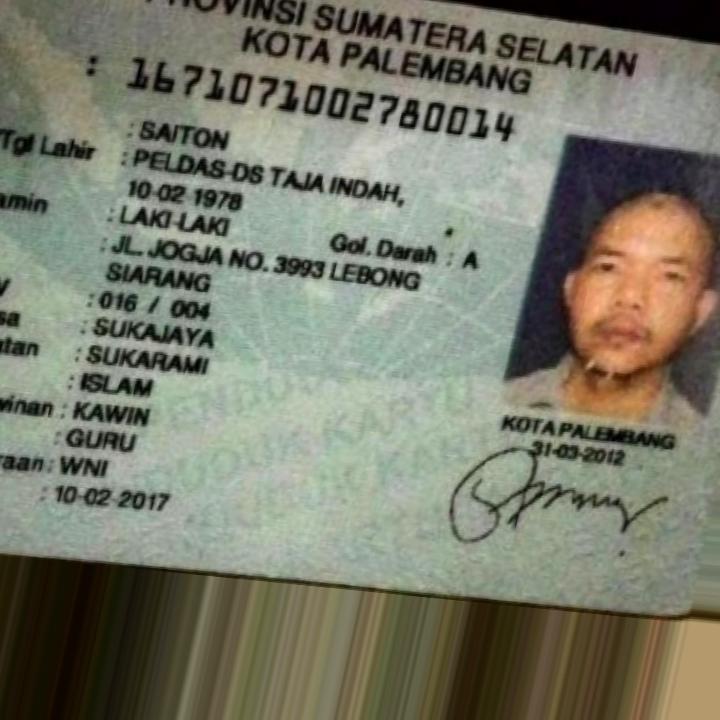 PROVINSI SUMATERA SELATAN
KOTA PALEMBANG
: 1671071002780014
: SAITON
/Tgl Lahir : PELDAS-DS TAJA INDAH,
10-02 1978
amin : LAKI-LAKI Gol. Darah : A
: JL. JOGJA NO. 3993 LEBONG
SIARANG
: 016 / 004
sa : SUKAJAYA
atan : SUKARAMI
: ISLAM
winan : KAWIN
: GURU
raan : WNI
: 10-02-2017
KOTA PALEMBANG
31-03-2012